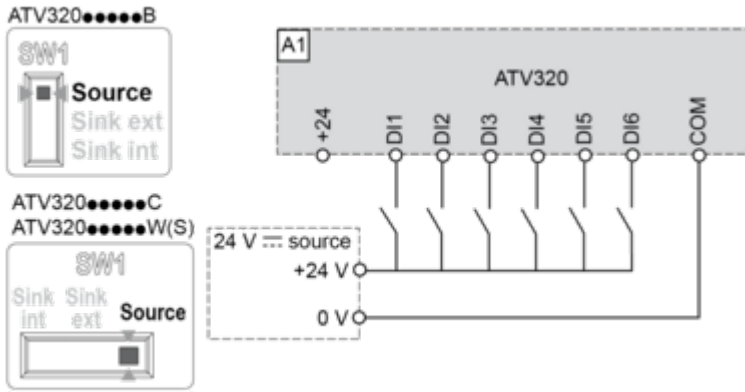 ATV320●●●●●B
SW1
Source
Sink ext
Sink int
ATV320●●●●●C
ATV320●●●●●W(S)
SW1
Sink int
Sink ext
Source
A1
ATV320
+24
DI1
DI2
DI3
DI4
DI5
DI6
COM
24 V ⎓ source
+24 V
0 V